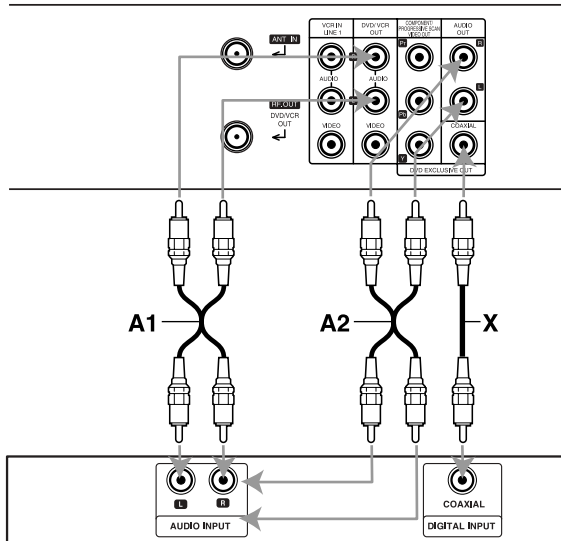 VCR IN
LINE 1
DVD/VCR
OUT
COMPONENT/
PROGRESSIVE SCAN
VIDEO OUT
AUDIO
OUT
ANT IN
Pr
R
AUDIO
AUDIO
RF.OUT
DVD/VCR
OUT
L
Pb
VIDEO
VIDEO
COAXIAL
Y
DVD EXCLUSIVE OUT
A1
A2
X
L
R
AUDIO INPUT
COAXIAL
DIGITAL INPUT